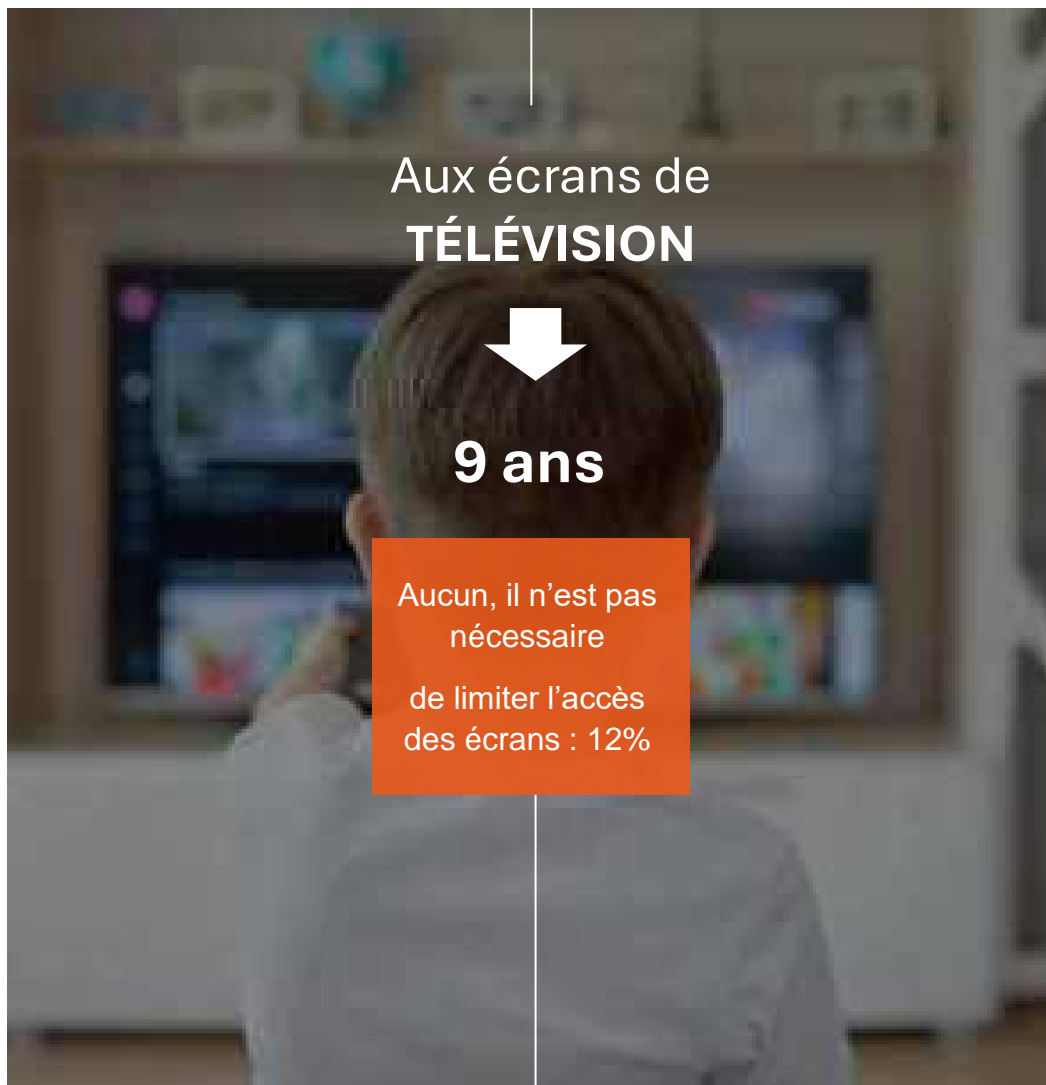 Aux écrans de
TÉLÉVISION
9 ans
Aucun, il n’est pas
nécessaire
de limiter l’accès
des écrans : 12%